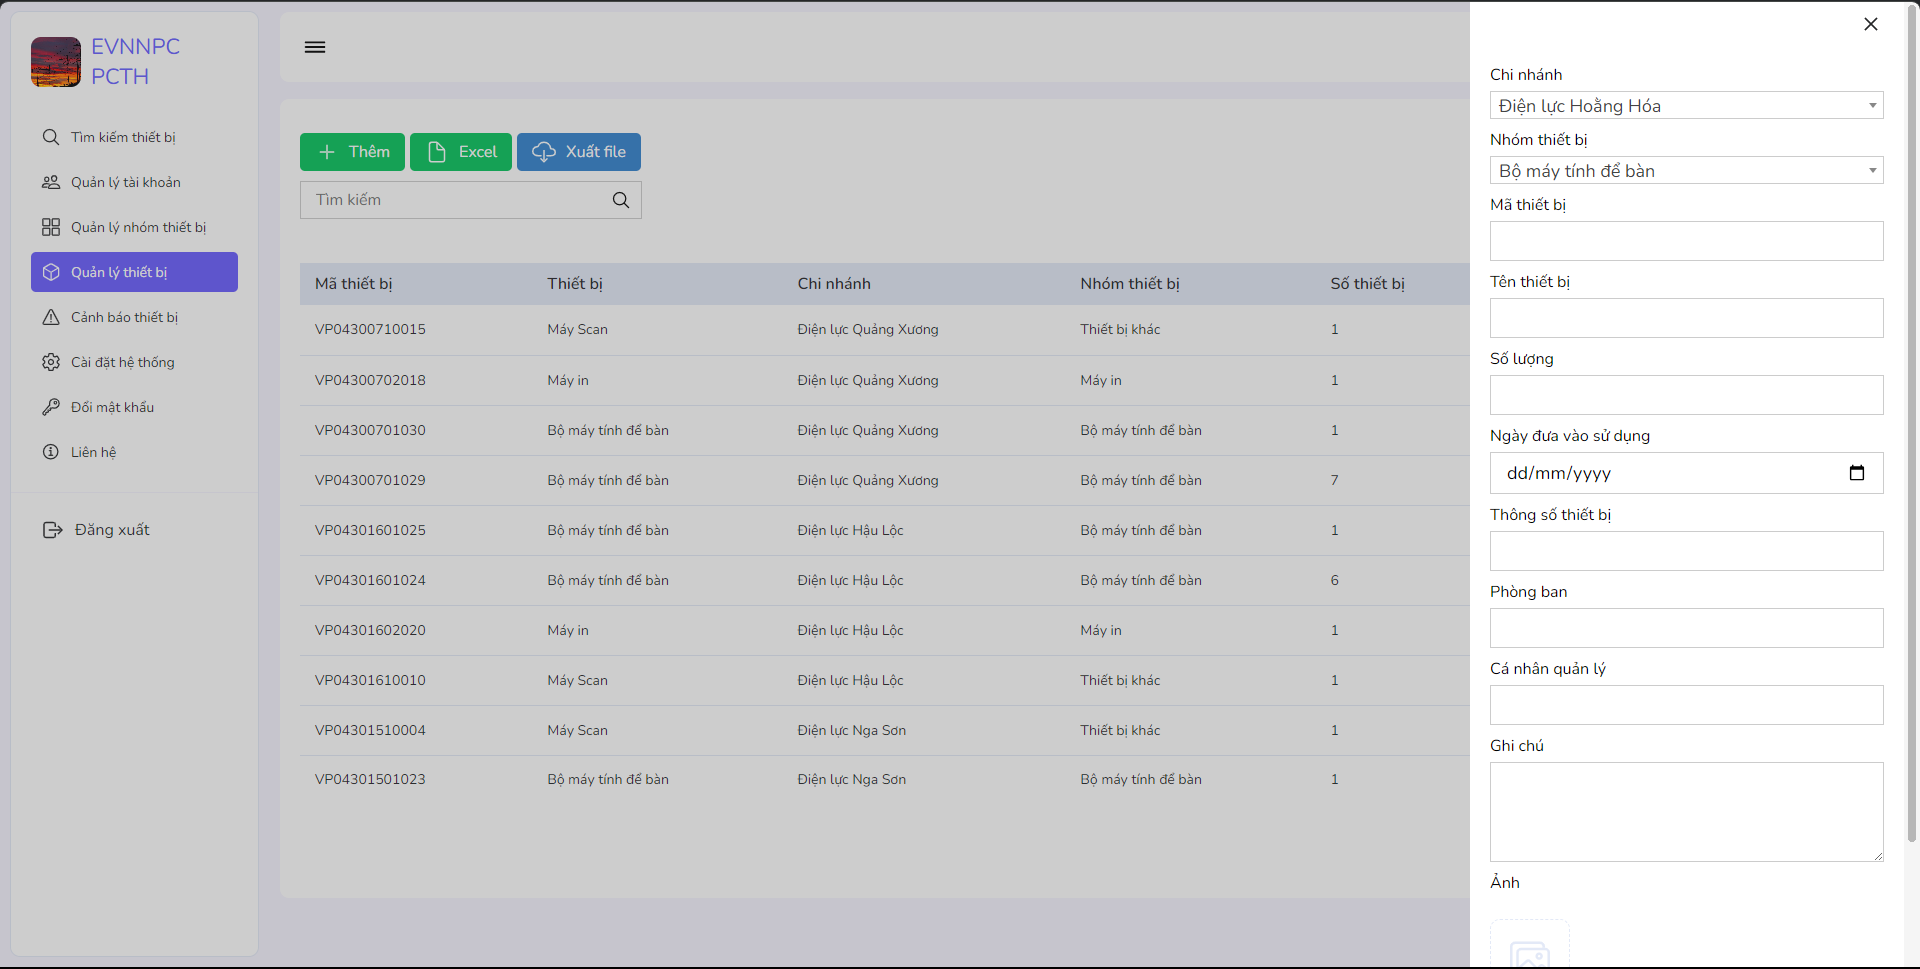 EVNNPC
PCTH
Tìm kiếm thiết bị
Quản lý tài khoản
Quản lý nhóm thiết bị
Quản lý thiết bị
Cảnh báo thiết bị
Cài đặt hệ thống
Đổi mật khẩu
Liên hệ
Đăng xuất
Thêm Excel Xuất file
Tìm kiếm
Mã thiết bị Thiết bị Chi nhánh Nhóm thiết bị Số thiết bị
VP04300710015 Máy Scan Điện lực Quảng Xương Thiết bị khác 1
VP04300702018 Máy in Điện lực Quảng Xương Máy in 1
VP04300701030 Bộ máy tính để bàn Điện lực Quảng Xương Bộ máy tính để bàn 1
VP04300701029 Bộ máy tính để bàn Điện lực Quảng Xương Bộ máy tính để bàn 7
VP04301601025 Bộ máy tính để bàn Điện lực Hậu Lộc Bộ máy tính để bàn 1
VP04301601024 Bộ máy tính để bàn Điện lực Hậu Lộc Bộ máy tính để bàn 6
VP04301602020 Máy in Điện lực Hậu Lộc Máy in 1
VP04301610010 Máy Scan Điện lực Hậu Lộc Thiết bị khác 1
VP04301510004 Máy Scan Điện lực Nga Sơn Thiết bị khác 1
VP04301501023 Bộ máy tính để bàn Điện lực Nga Sơn Bộ máy tính để bàn 1
Chi nhánh
Điện lực Hoằng Hóa
Nhóm thiết bị
Bộ máy tính để bàn
Mã thiết bị
Tên thiết bị
Số lượng
Ngày đưa vào sử dụng
dd/mm/yyyy
Thông số thiết bị
Phòng ban
Cá nhân quản lý
Ghi chú
Ảnh